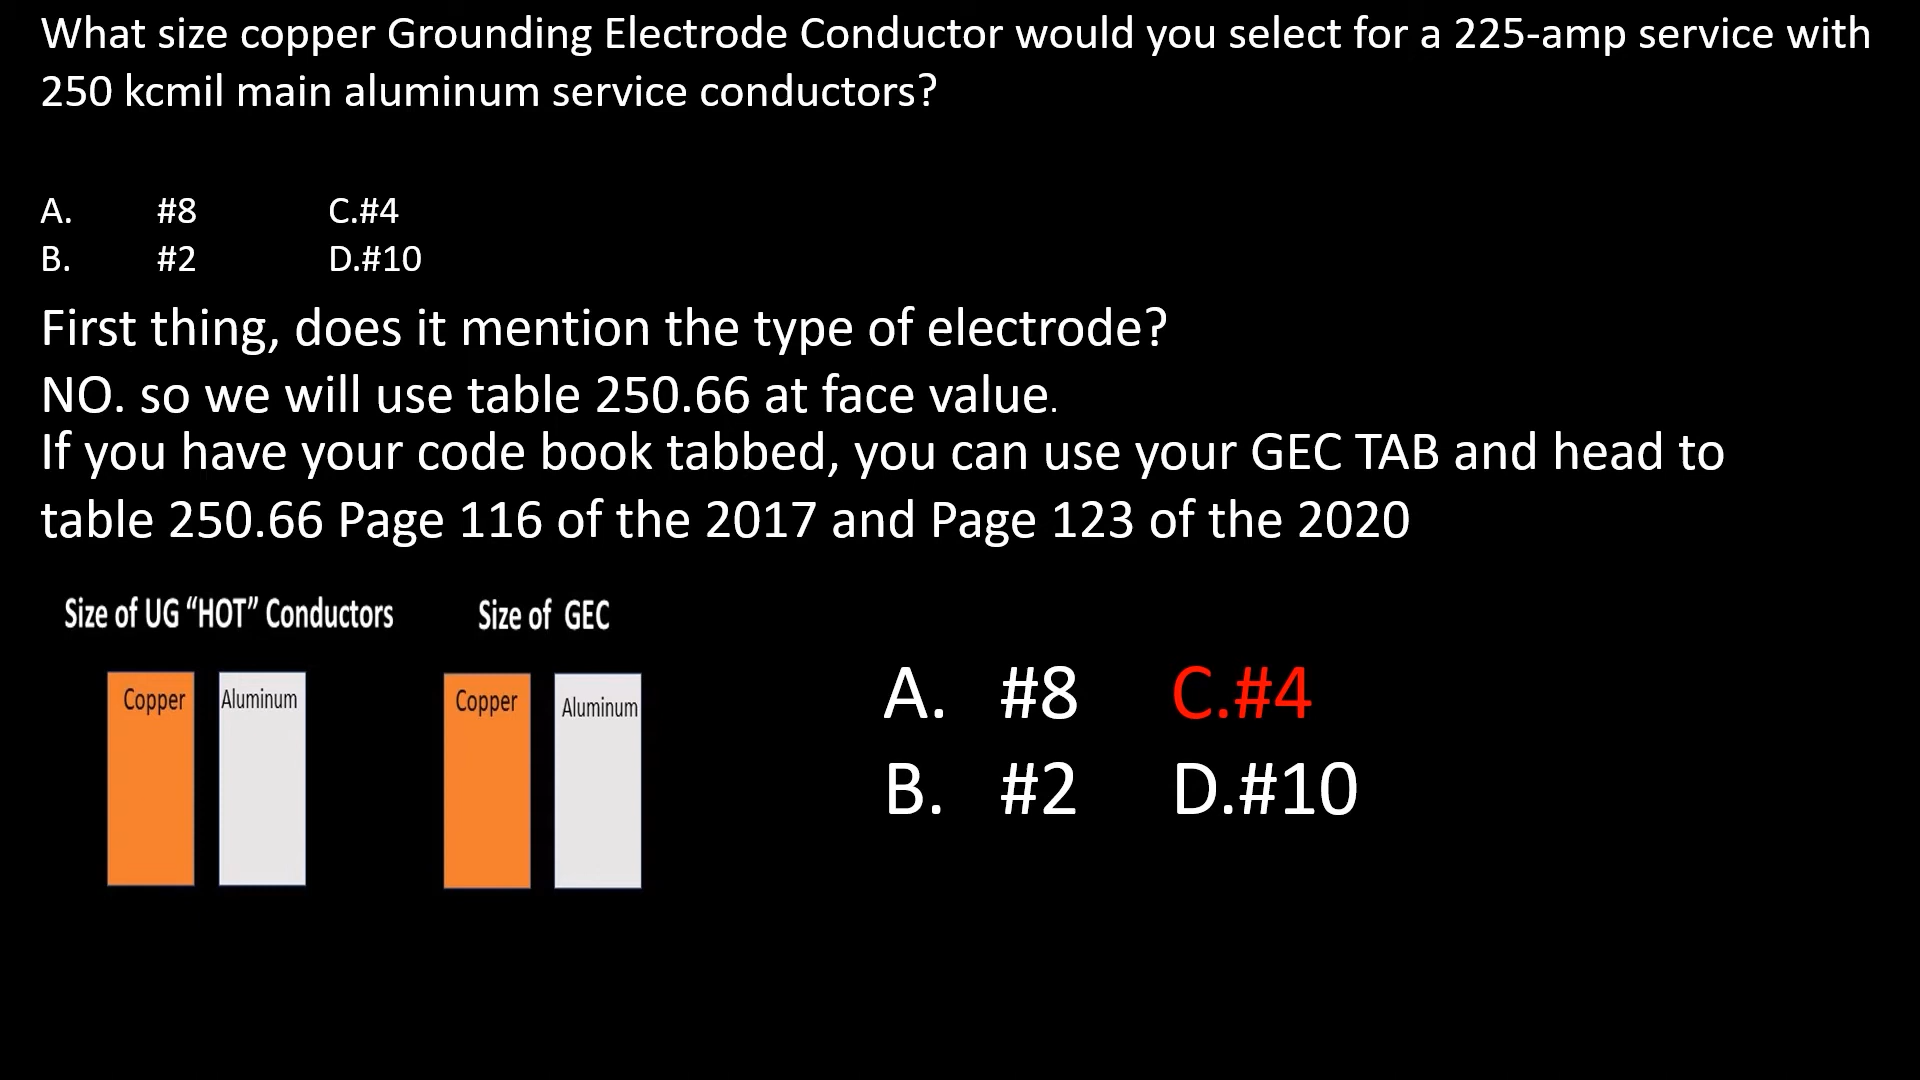 What size copper Grounding Electrode Conductor would you select for a 225-amp service with
250 kcmil main aluminum service conductors?
A. #8 C.#4
B. #2 D.#10
First thing, does it mention the type of electrode?
NO. so we will use table 250.66 at face value.
If you have your code book tabbed, you can use your GEC TAB and head to
table 250.66 Page 116 of the 2017 and Page 123 of the 2020
Size of UG “HOT” Conductors Size of GEC
Copper Aluminum Copper Aluminum
A. #8 C.#4
B. #2 D.#10